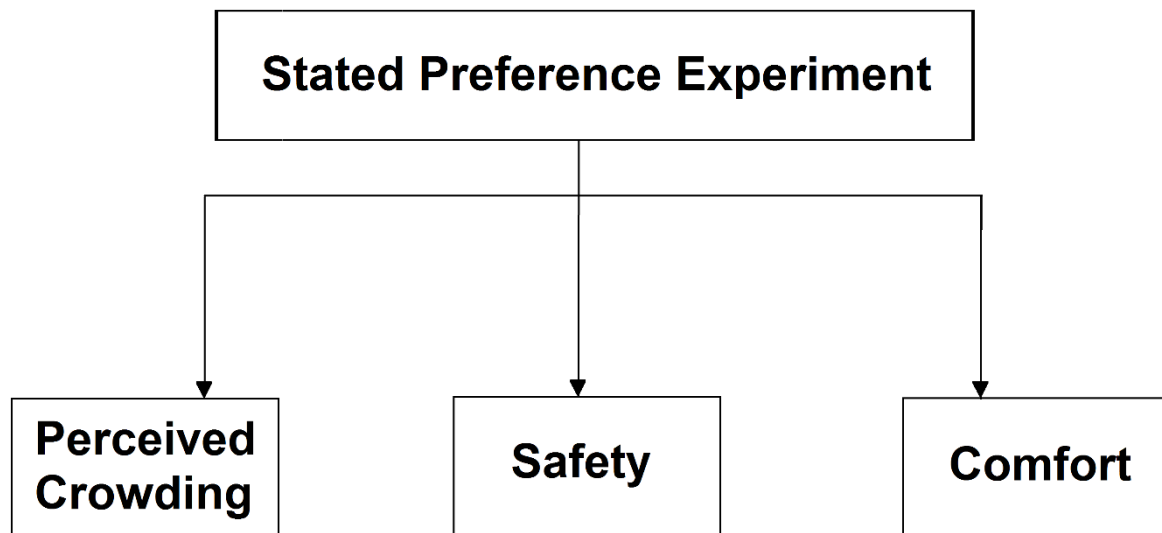 Stated Preference Experiment
Perceived
Crowding
Safety
Comfort